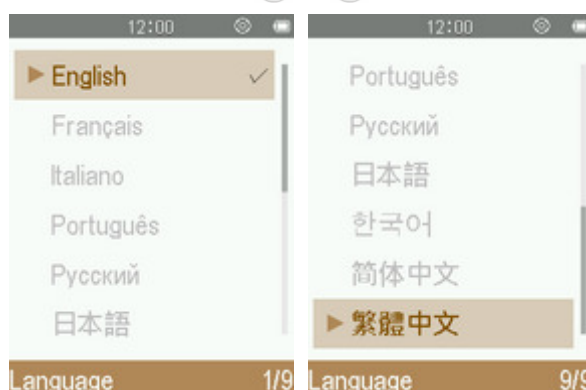 12:00
English
Français
Italiano
Português
Русский
日本語
Language 1/9
12:00
Português
Русский
日本語
한국어
简体中文
繁體中文
Language 9/9